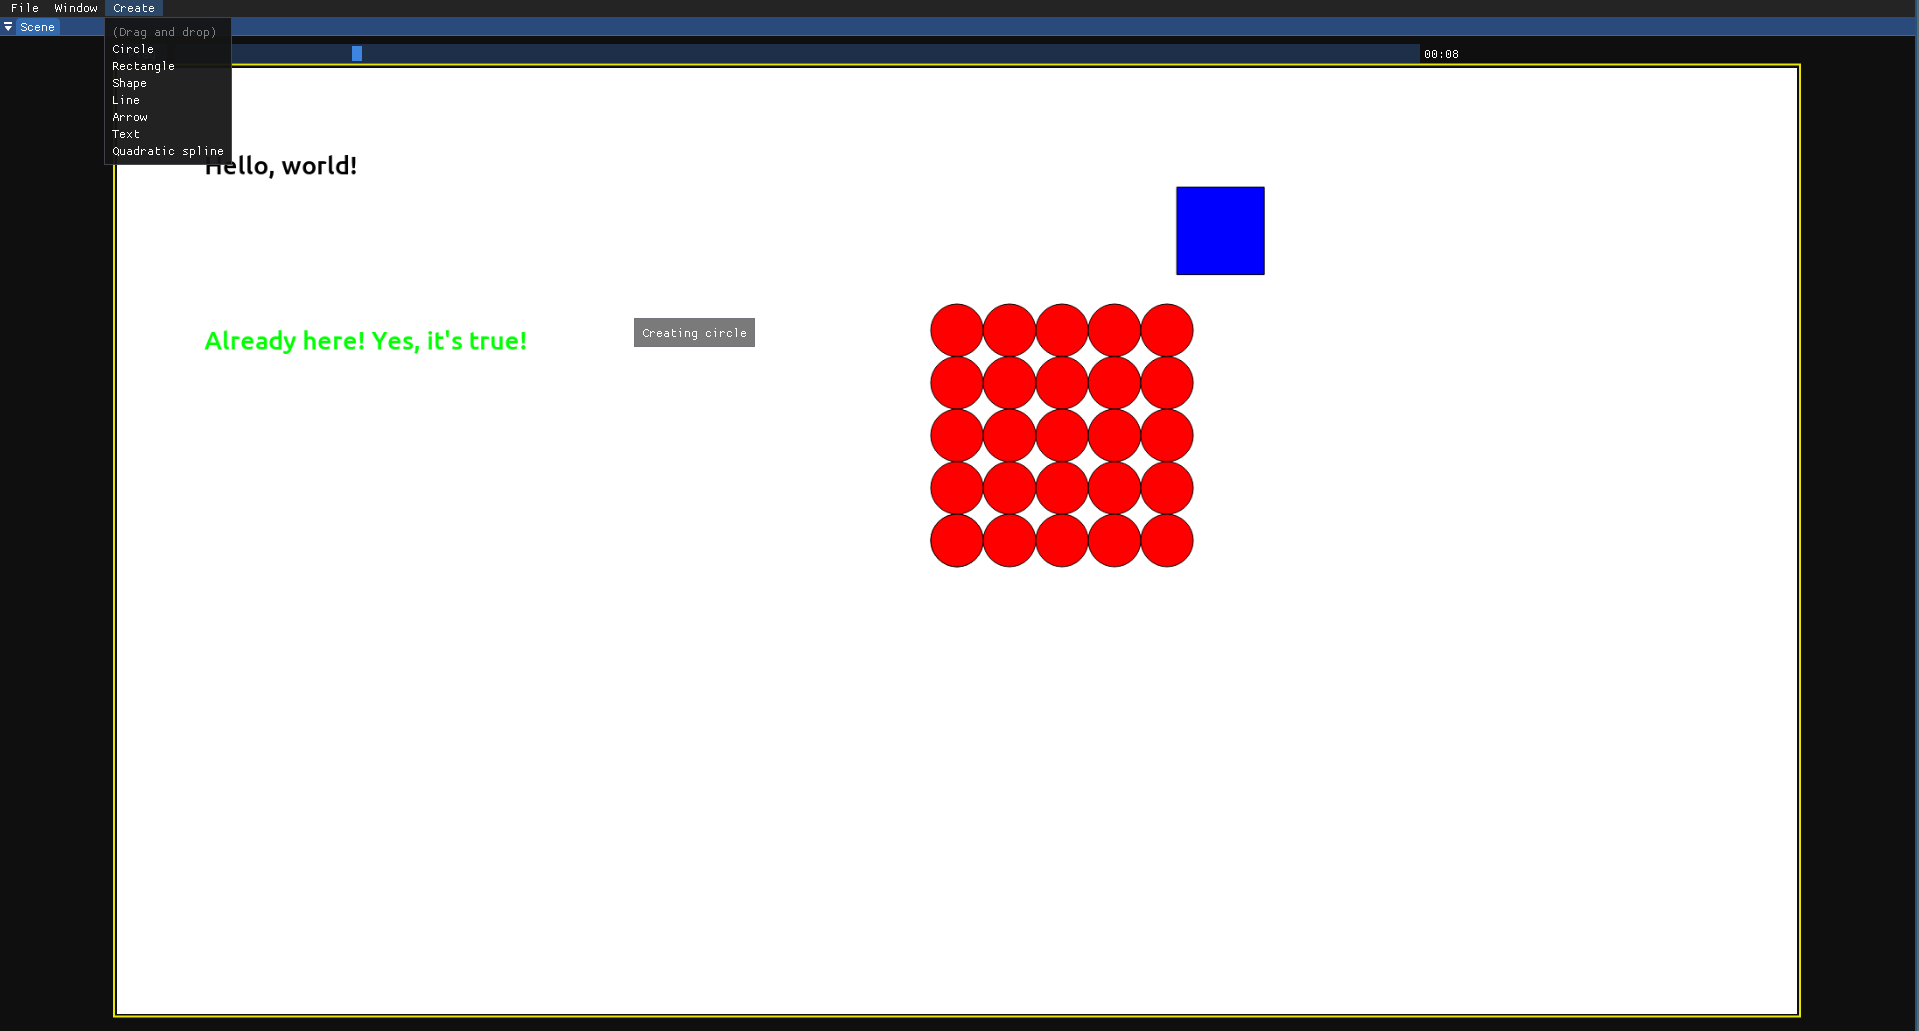 File Window Create
Scene
(Drag and drop)
Circle
00:08
Rectangle
Shape
Line
Arrow
Text
Quadratic spline
Hello, world!
Creating circle
Already here! Yes, it's true!